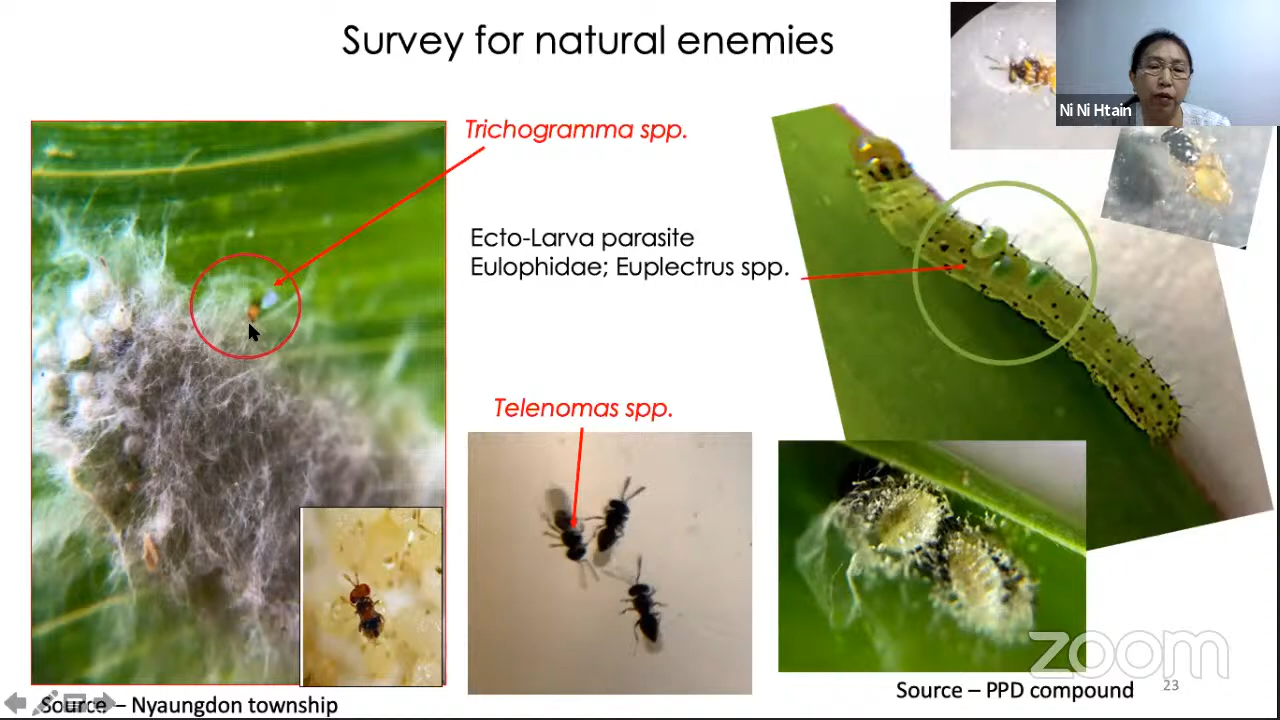 Survey for natural enemies
Ni Ni Htain
Trichogramma spp.
Ecto-Larva parasite
Eulophidae; Euplectrus spp.
Telenomas spp.
zoom
Source – Nyaungdon township
Source – PPD compound
23